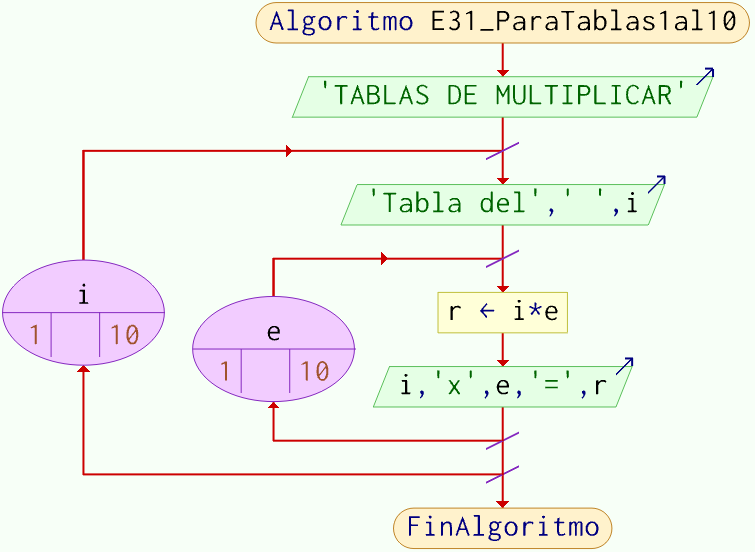 Algoritmo E31_ParaTablas1al10
'TABLAS DE MULTIPLICAR'
'Tabla del',' ',i
i
1 10
e
1 10
r ← i*e
i,'x',e,'=',r
FinAlgoritmo